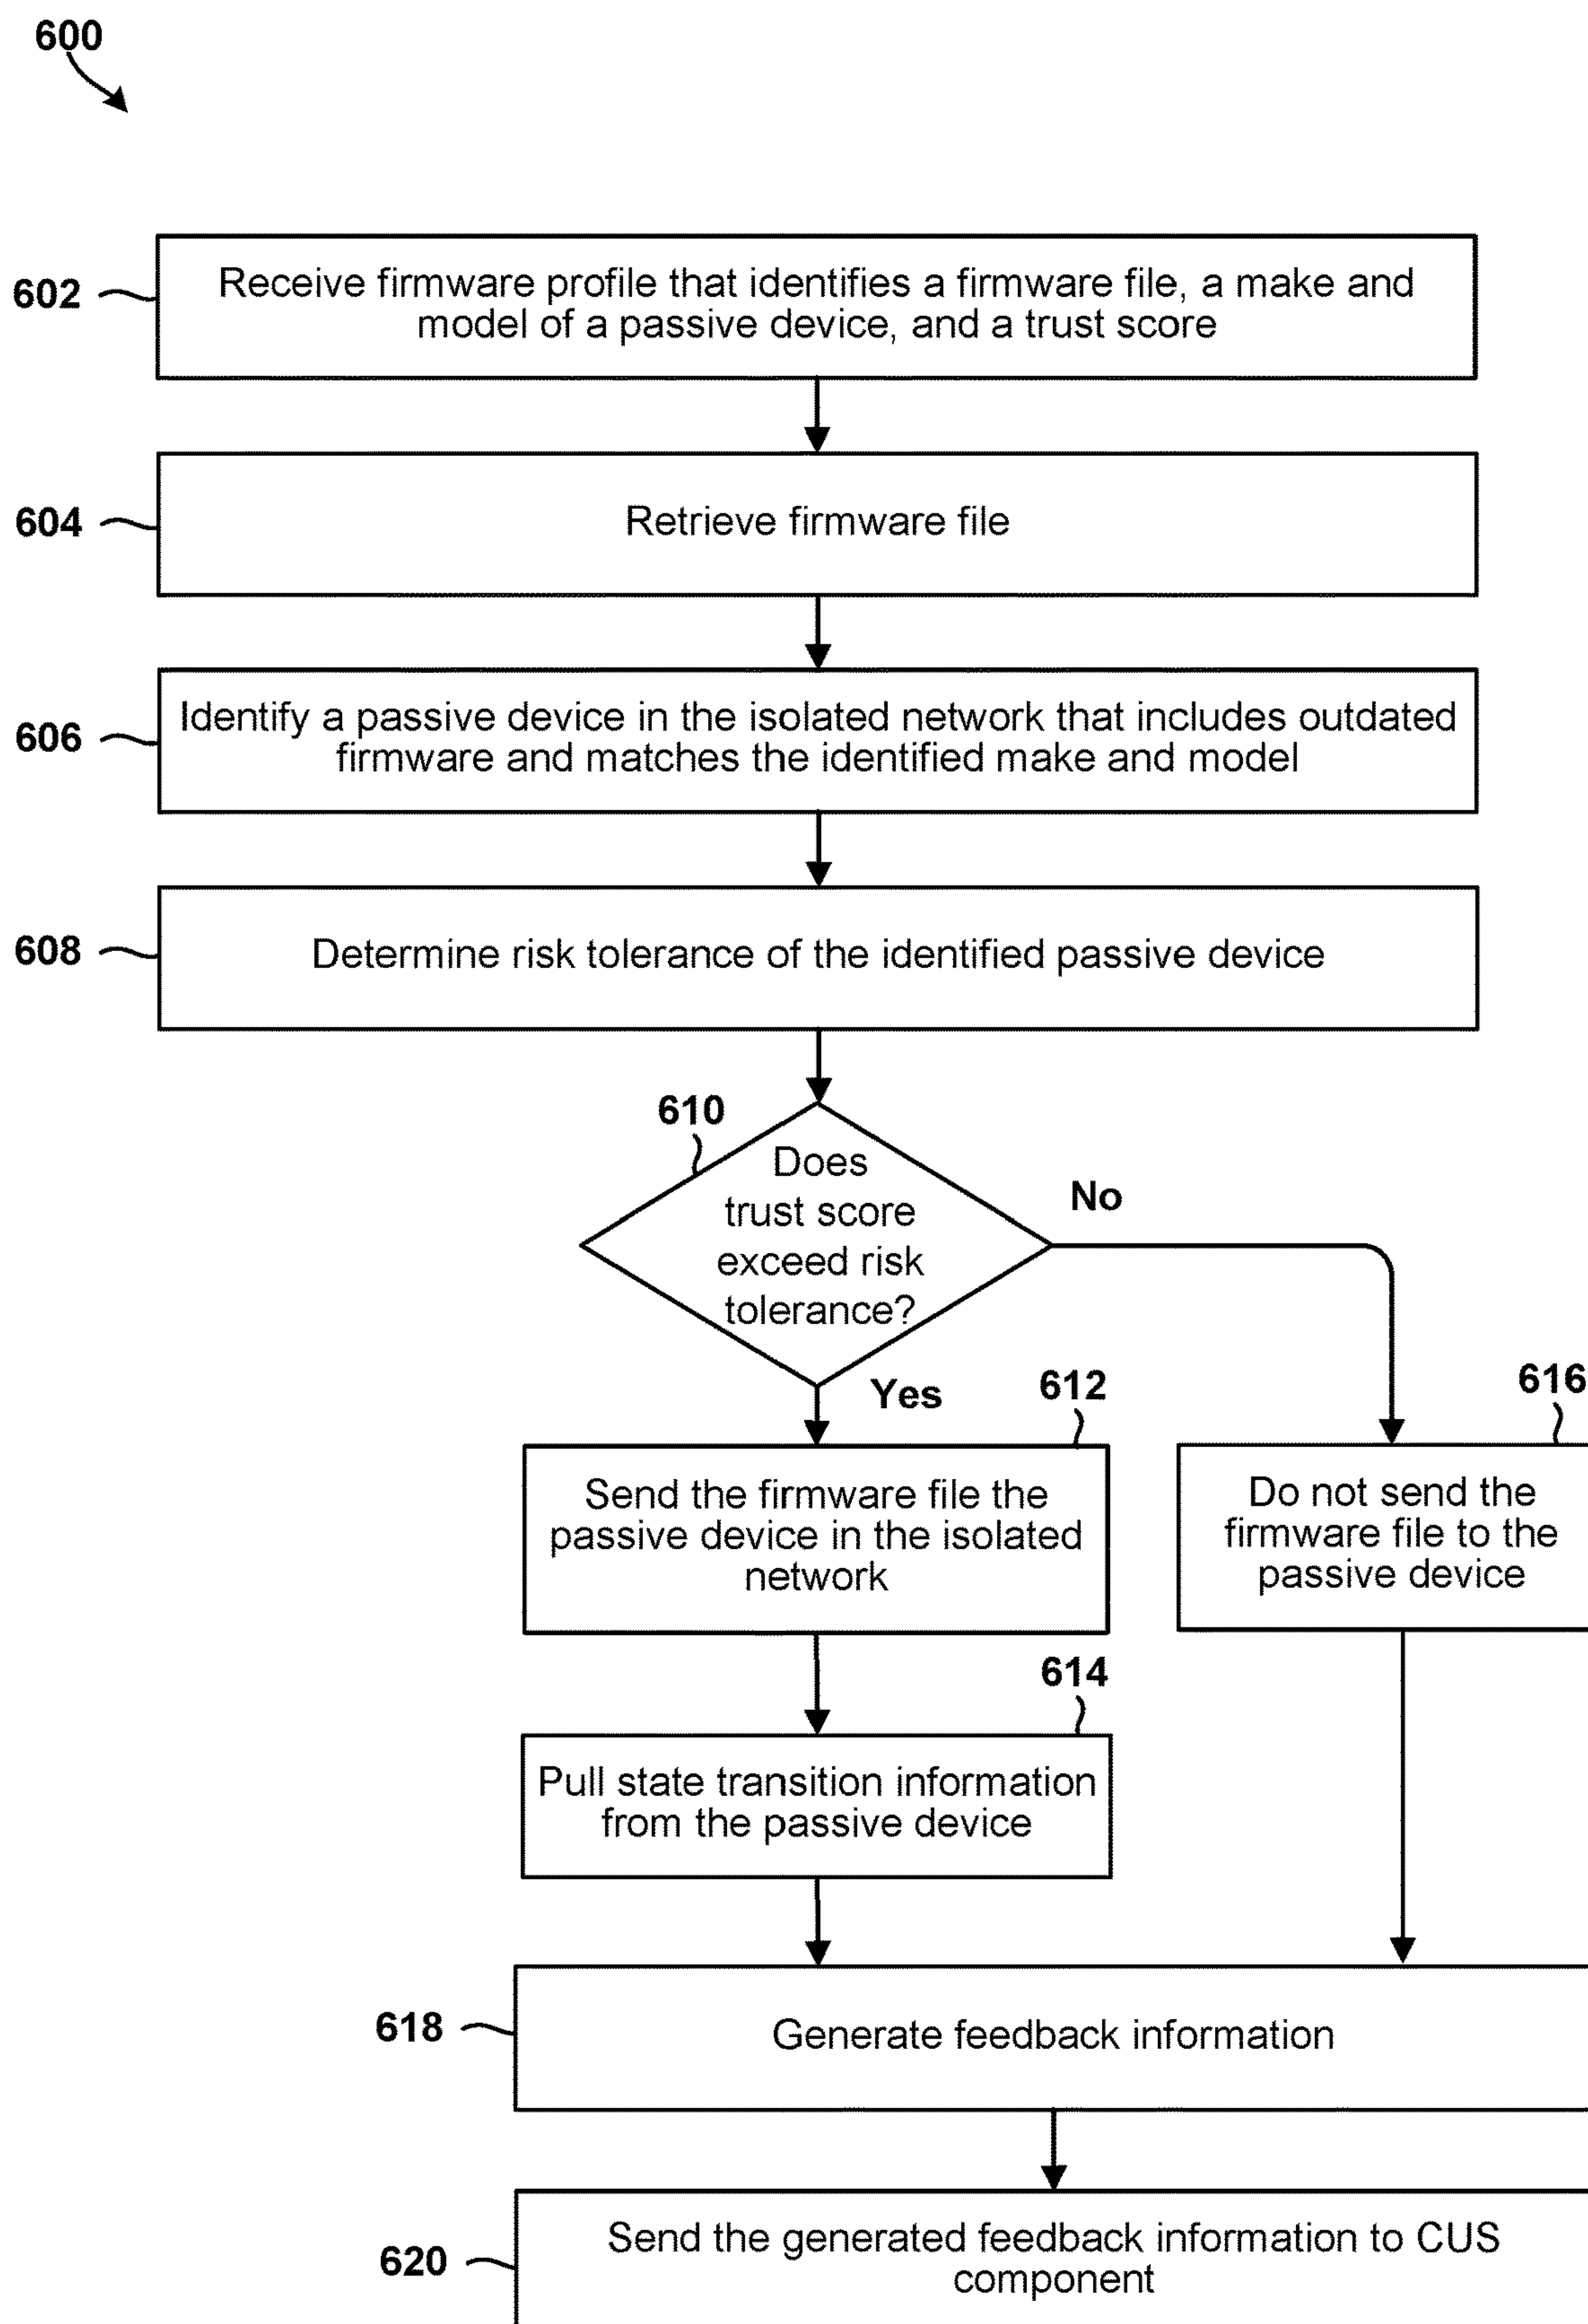 600
602
Receive firmware profile that identifies a firmware file, a make and
model of a passive device, and a trust score
604
Retrieve firmware file
606
Identify a passive device in the isolated network that includes outdated
firmware and matches the identified make and model
608
Determine risk tolerance of the identified passive device
610
Does
trust score
exceed risk
tolerance?
No
Yes
612
Send the firmware file the
passive device in the isolated
network
616
Do not send the
firmware file to the
passive device
614
Pull state transition information
from the passive device
618
Generate feedback information
620
Send the generated feedback information to CUS
component